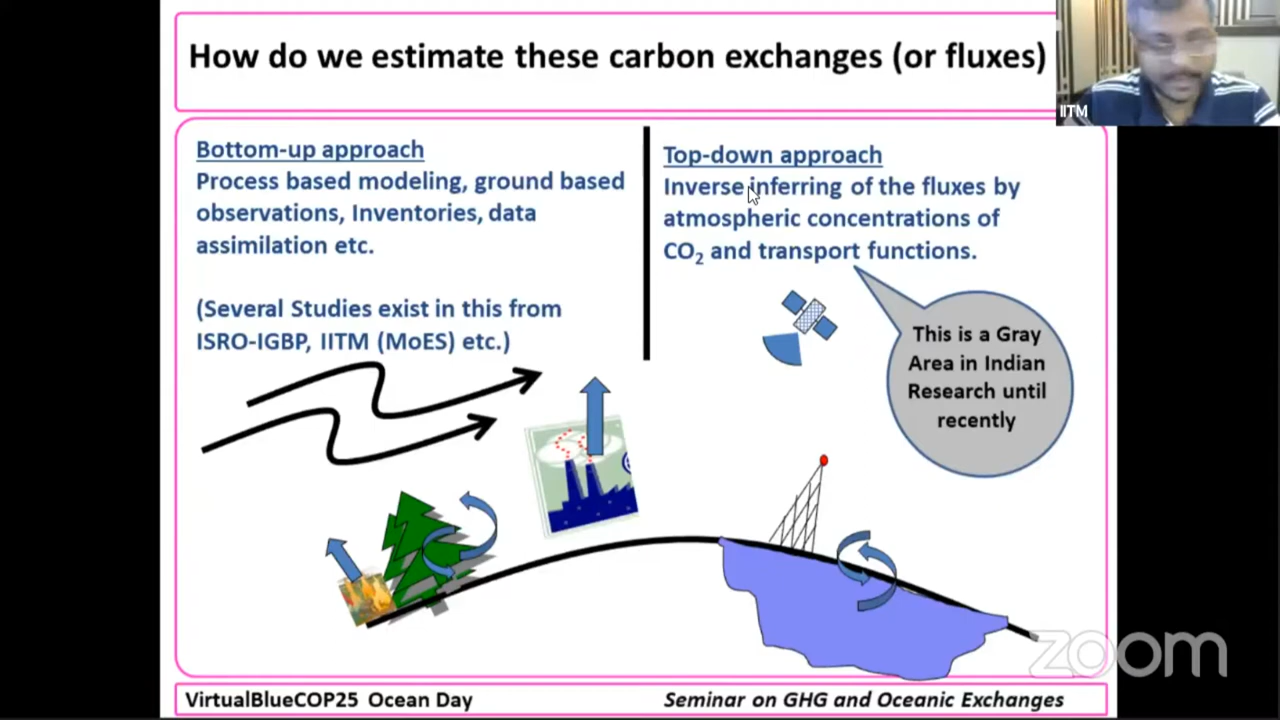 How do we estimate these carbon exchanges (or fluxes)
IITM
Bottom-up approach
Process based modeling, ground based
observations, Inventories, data
assimilation etc.
(Several Studies exist in this from
ISRO-IGBP, IITM (MoES) etc.)
Top-down approach
Inverse inferring of the fluxes by
atmospheric concentrations of
CO₂ and transport functions.
This is a Gray
Area in Indian
Research until
recently
zoom
VirtualBlueCOP25 Ocean Day
Seminar on GHG and Oceanic Exchanges